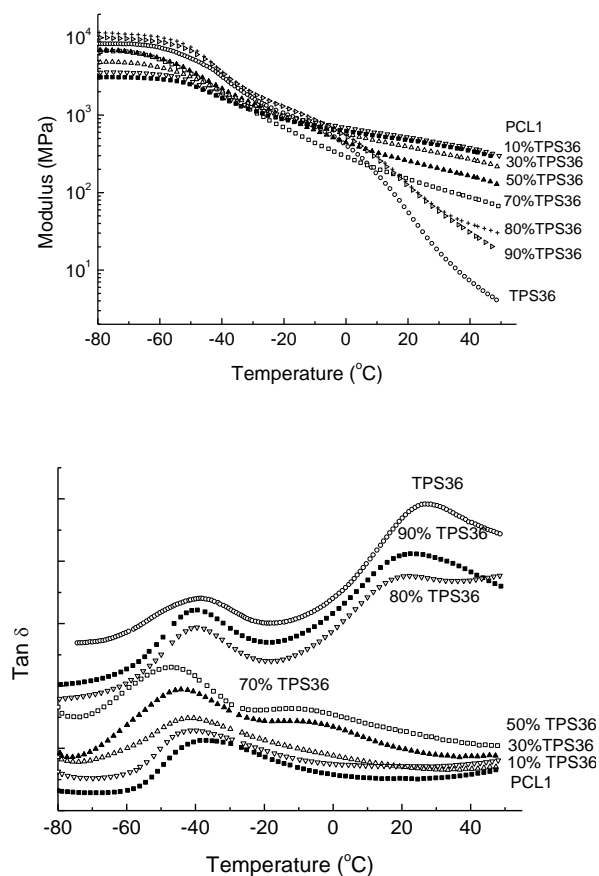 10⁴
10³
10²
10¹
Modulus (MPa)
PCL1
10%TPS36
30%TPS36
50%TPS36
70%TPS36
80%TPS36
90%TPS36
TPS36
-80 -60 -40 -20 0 20 40
Temperature (°C)
TPS36
90% TPS36
80% TPS36
70% TPS36
50% TPS36
30%TPS36
10% TPS36
PCL1
Tan δ
-80 -60 -40 -20 0 20 40
Temperature (°C)